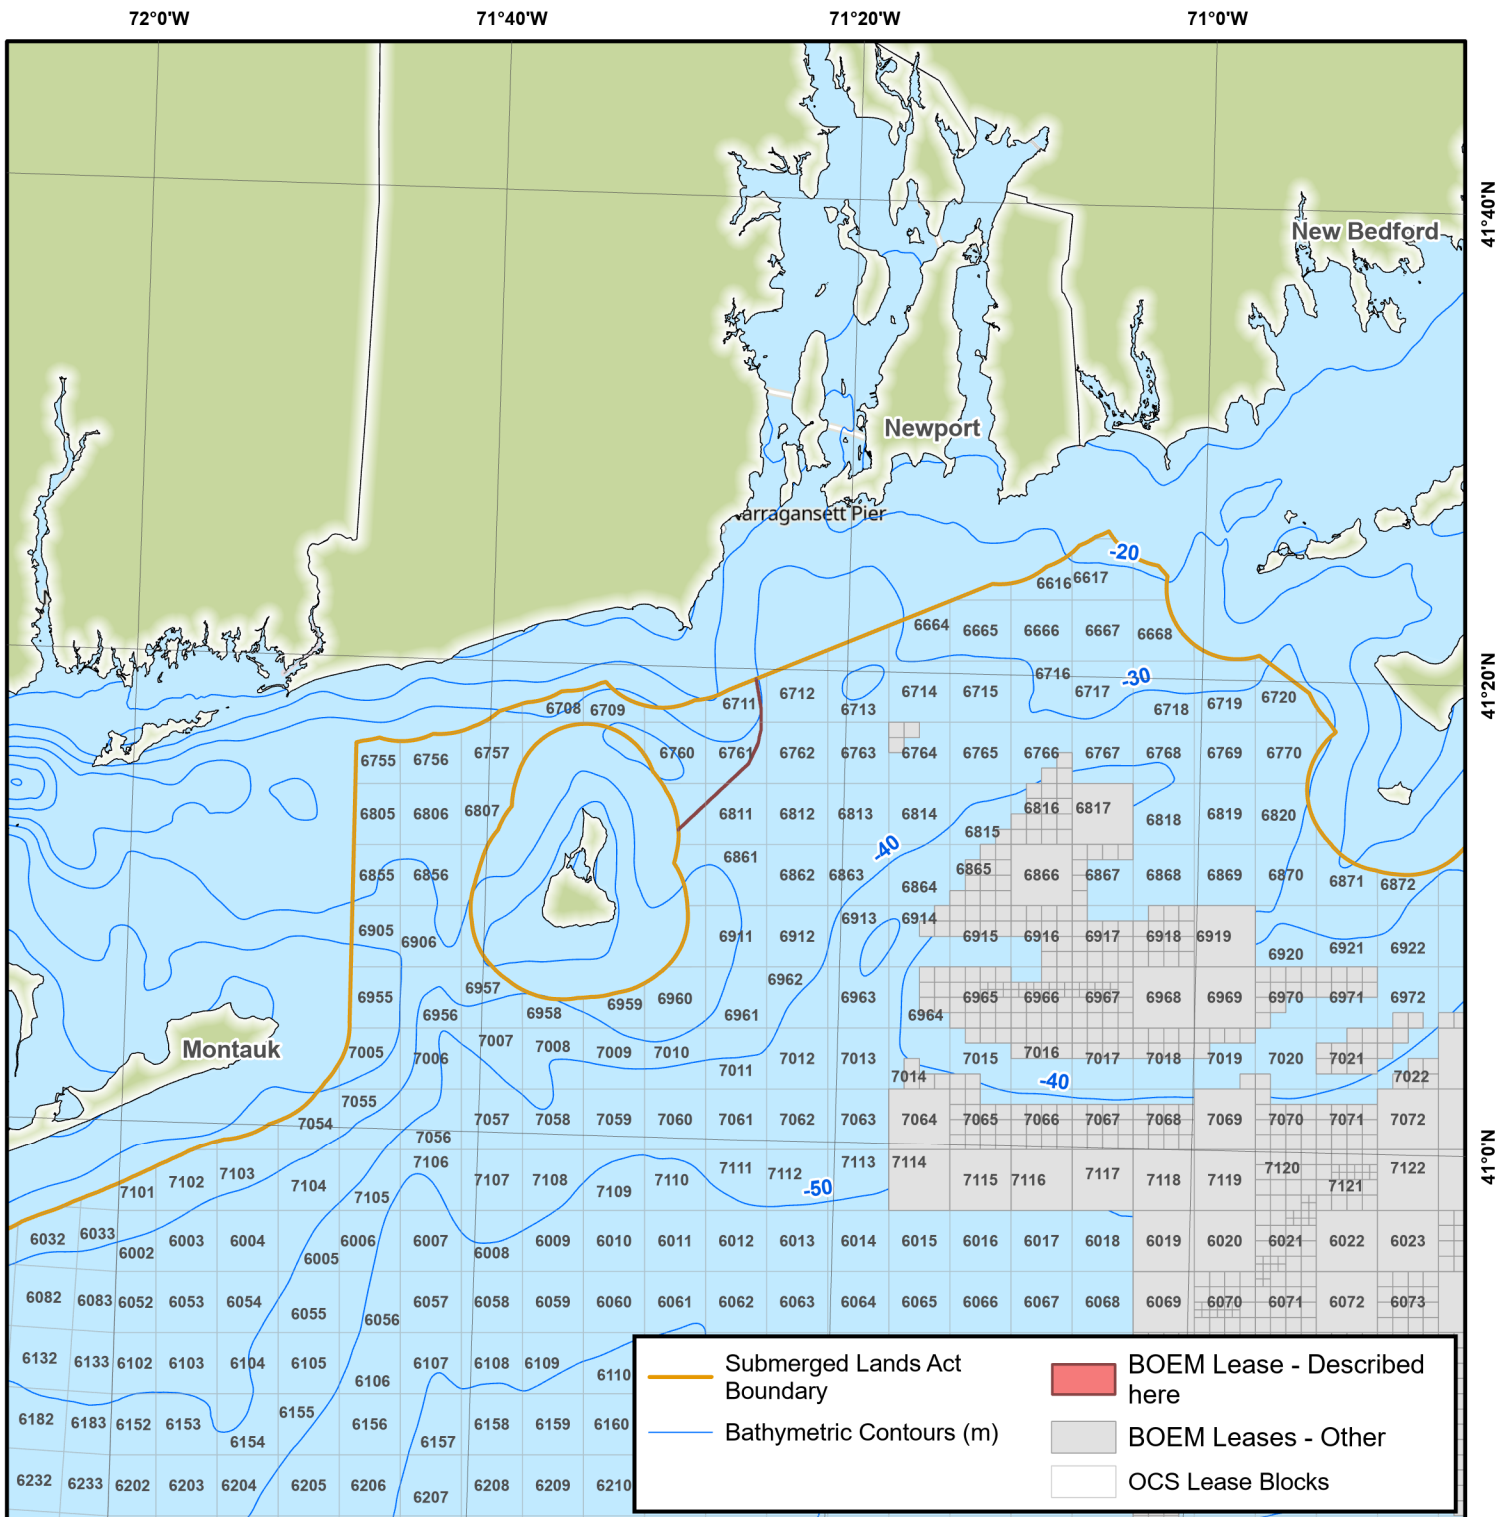 72°0'W 71°40'W 71°20'W 71°0'W
41°40'N
New Bedford
Newport
arragansett Pier
-20
6616 6617
6664 6665 6666 6667 6668
41°20'N
6716
-30
6708 6709 6711 6712 6713 6714 6715 6717 6718 6719 6720
6755 6756 6757 6760 6761 6762 6763 6764 6765 6766 6767 6768 6769 6770
6805 6806 6807 6811 6812 6813 6814 6815 6816 6817 6818 6819 6820
-40
6855 6856 6861 6862 6863 6864 6865 6866 6867 6868 6869 6870 6871 6872
6905 6906 6911 6912 6913 6914 6915 6916 6917 6918 6919 6920 6921 6922
6955 6956 6957 6958 6959 6960 6961 6962 6963 6964 6965 6966 6967 6968 6969 6970 6971 6972
Montauk
7005 7006 7007 7008 7009 7010 7011 7012 7013 7014 7015 7016 7017 7018 7019 7020 7021 7022
-40
7054 7055 7056 7057 7058 7059 7060 7061 7062 7063 7064 7065 7066 7067 7068 7069 7070 7071 7072
41°0'N
7101 7102 7103 7104 7105 7106 7107 7108 7109 7110 7111 7112 7113 7114 7115 7116 7117 7118 7119 7120 7121 7122
-50
6032 6033 6002 6003 6004 6005 6006 6007 6008 6009 6010 6011 6012 6013 6014 6015 6016 6017 6018 6019 6020 6021 6022 6023
6082 6083 6052 6053 6054 6055 6056 6057 6058 6059 6060 6061 6062 6063 6064 6065 6066 6067 6068 6069 6070 6071 6072 6073
6132 6133 6102 6103 6104 6105 6106 6107 6108 6109 6110
6182 6183 6152 6153 6154 6155 6156 6157 6158 6159 6160
6232 6233 6202 6203 6204 6205 6206 6207 6208 6209 6210
Submerged Lands Act
Boundary
Bathymetric Contours (m)
BOEM Lease - Described
here
BOEM Leases - Other
OCS Lease Blocks